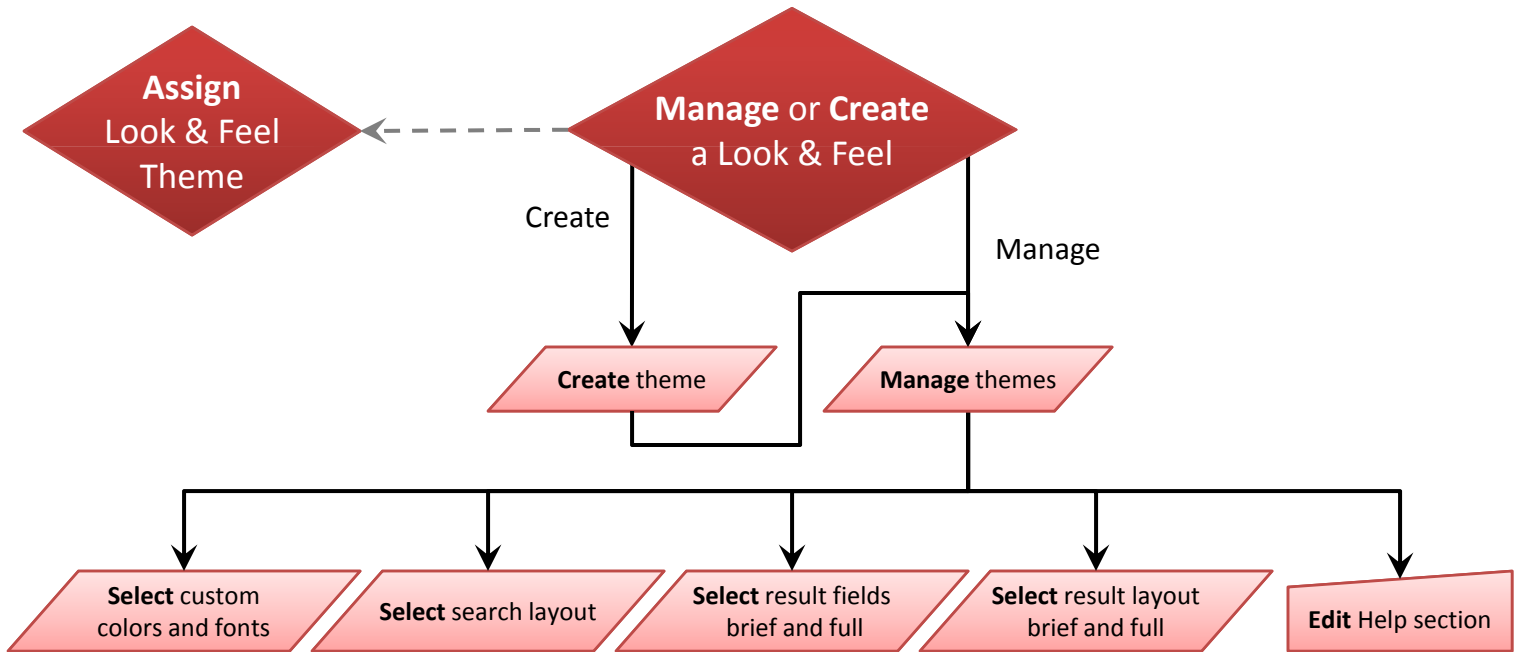 Assign
Look & Feel
Theme
Manage or Create
a Look & Feel
Create
Manage
Create theme
Manage themes
Select custom
colors and fonts
Select search layout
Select result fields
brief and full
Select result layout
brief and full
Edit Help section